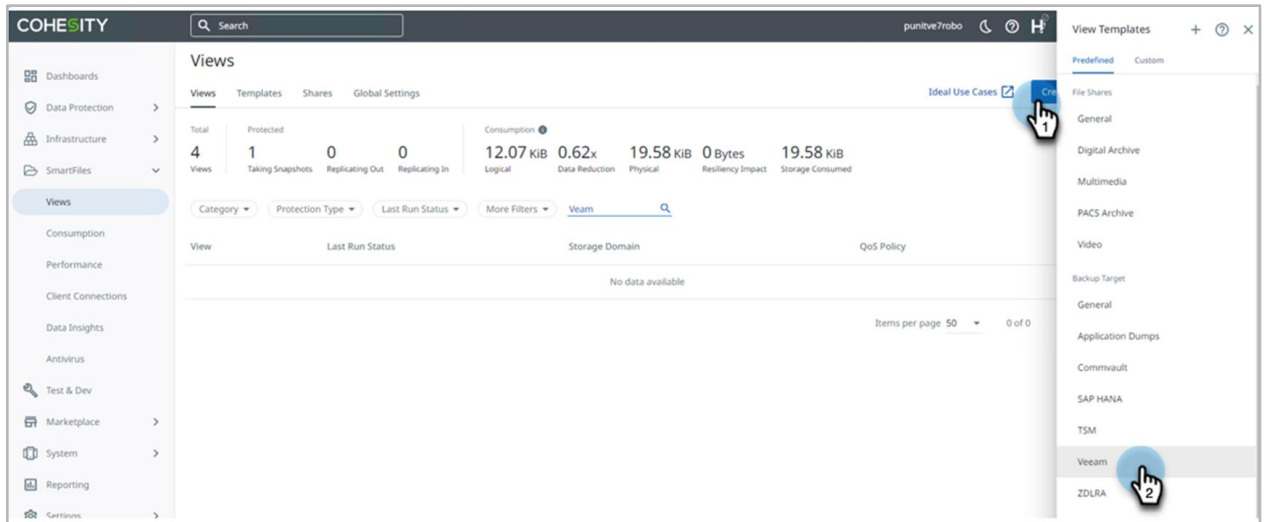 COHESITY
Search
punitve7robo
Dashboards
Data Protection
Infrastructure
SmartFiles
Views
Consumption
Performance
Client Connections
Data Insights
Antivirus
Test & Dev
Marketplace
System
Reporting
Settings
Views
Views Templates Shares Global Settings
Ideal Use Cases
Cre
Total Protected Consumption
4 1 0 0 12.07 KiB 0.62x 19.58 KiB 0 Bytes 19.58 KiB
Views Taking Snapshots Replicating Out Replicating In Logical Data Reduction Physical Resiliency Impact Storage Consumed
Category Protection Type Last Run Status More Filters Veam
View Last Run Status Storage Domain QoS Policy
No data available
Items per page 50 0 of 0
1
View Templates
Predefined Custom
File Shares
General
Digital Archive
Multimedia
PACS Archive
Video
Backup Target
General
Application Dumps
Commvault
SAP HANA
TSM
Veeam
ZDLRA
2